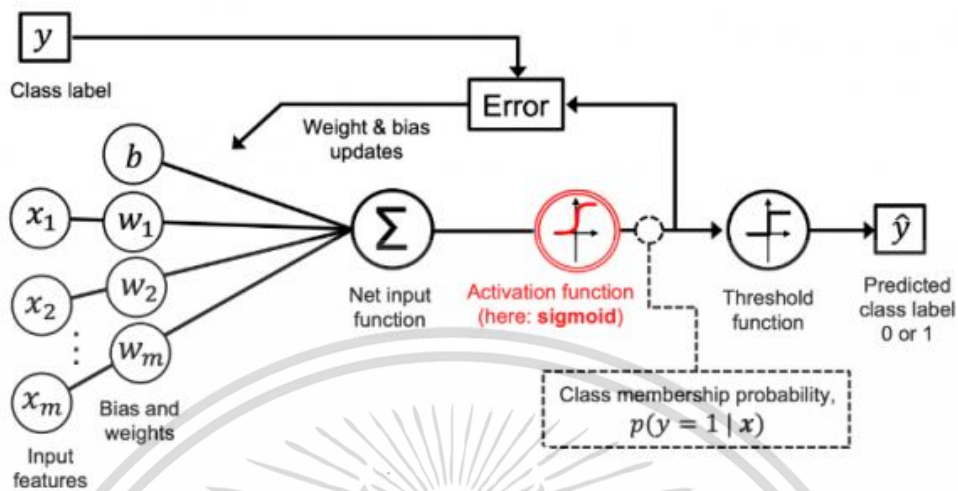 y
Class label
Error
Weight & bias
updates
b
x₁
w₁
x₂
w₂
⋮
wₘ
xₘ
Bias and
weights
Input
features
Σ
Net input
function
Activation function
(here: sigmoid)
Threshold
function
ŷ
Predicted
class label
0 or 1
Class membership probability,
p(y = 1 | x)